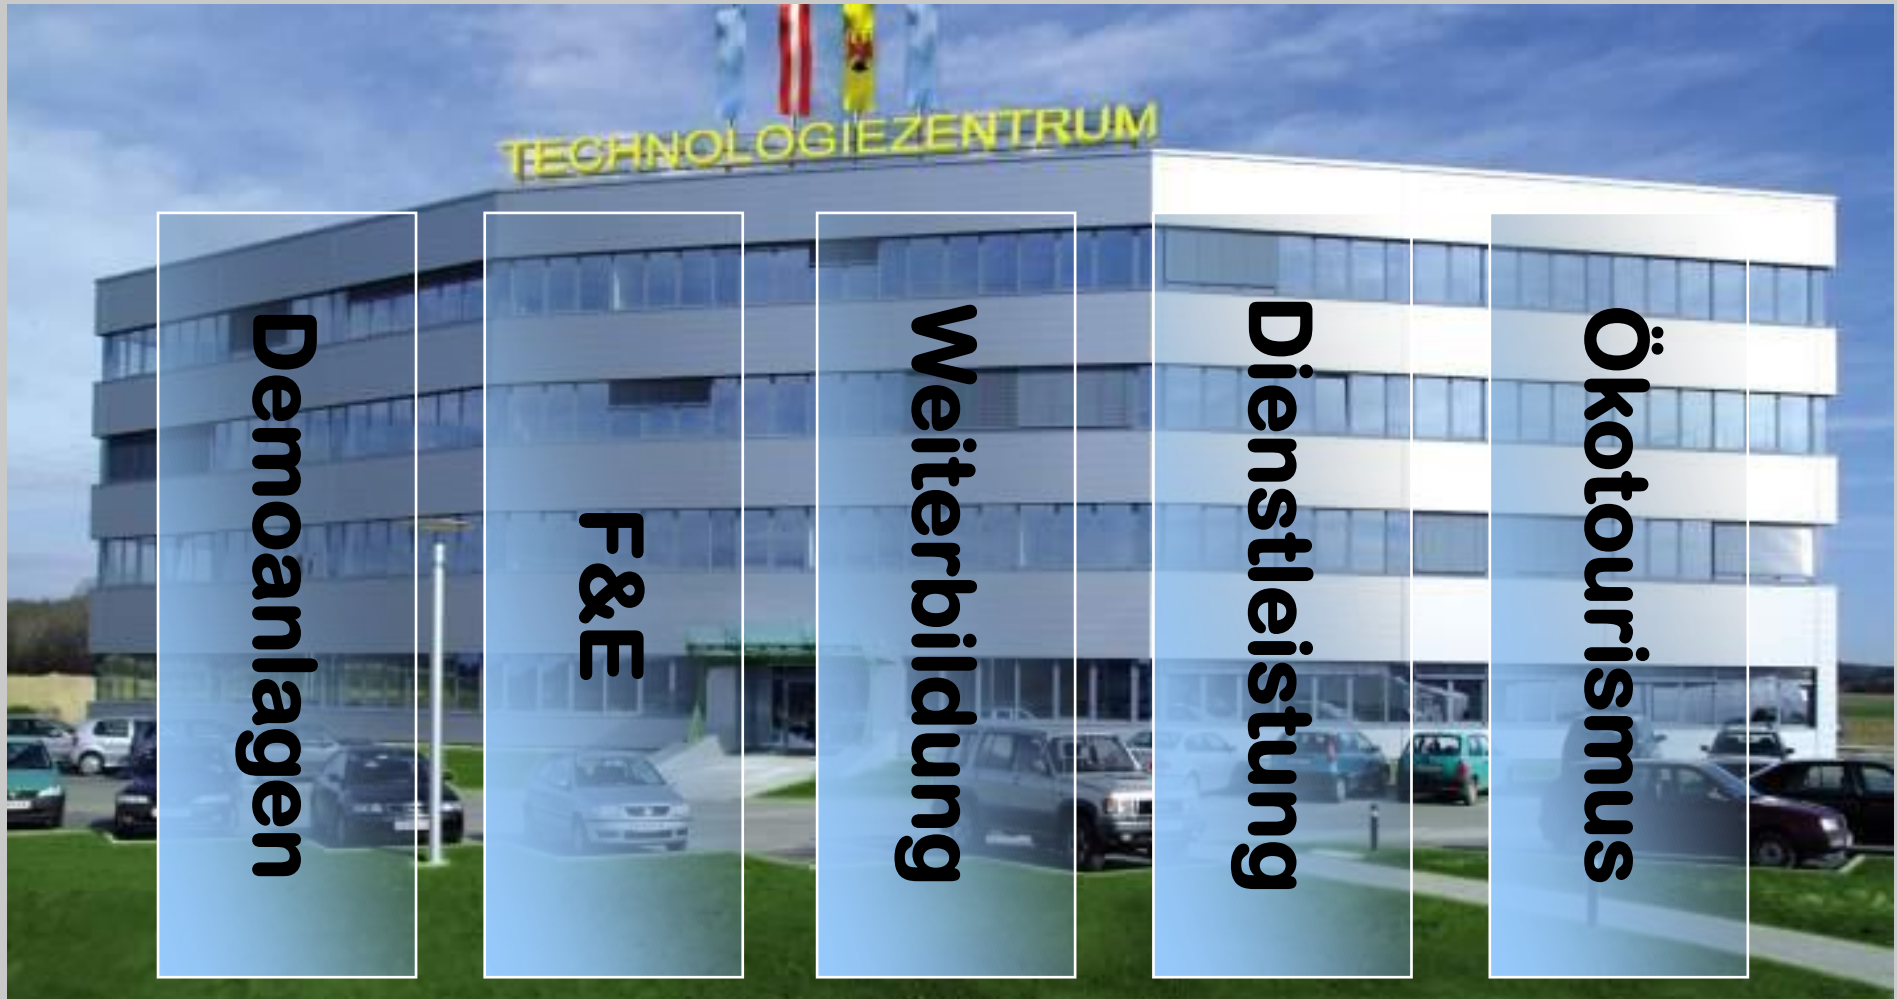 TECHNOLOGIEZENTRUM
Demoanlagen
F&E
Weiterbildung
Dienstleistung
Ökotourismus